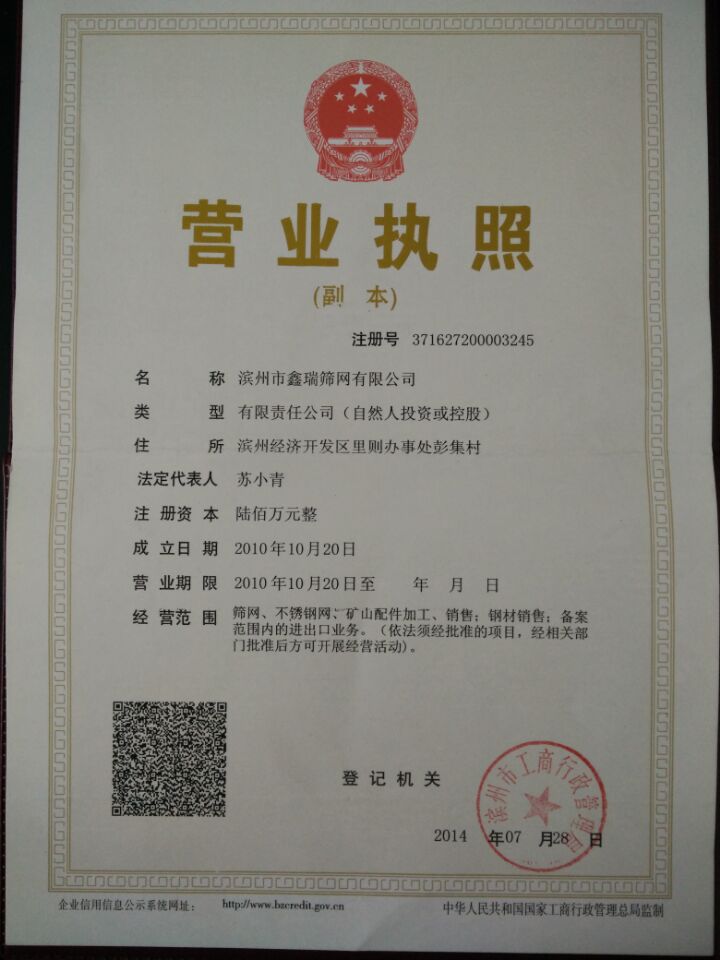 营业执照
(副 本)
注册号 371627200003245
名 称 滨州市鑫瑞筛网有限公司
类 型 有限责任公司（自然人投资或控股）
住 所 滨州经济开发区里则办事处彭集村
法定代表人 苏小青
注册资本 陆佰万元整
成立日期 2010年10月20日
营业期限 2010年10月20日至 年 月 日
经营范围 筛网、不锈钢网、矿山配件加工、销售；钢材销售；备案
范围内的进出口业务。（依法须经批准的项目，经相关部
门批准后方可开展经营活动）。
登记机关
滨州市工商行政管理局
2014 年07 月28 日
企业信用信息公示系统网址： http://www.bzcredit.gov.cn
中华人民共和国国家工商行政管理总局监制